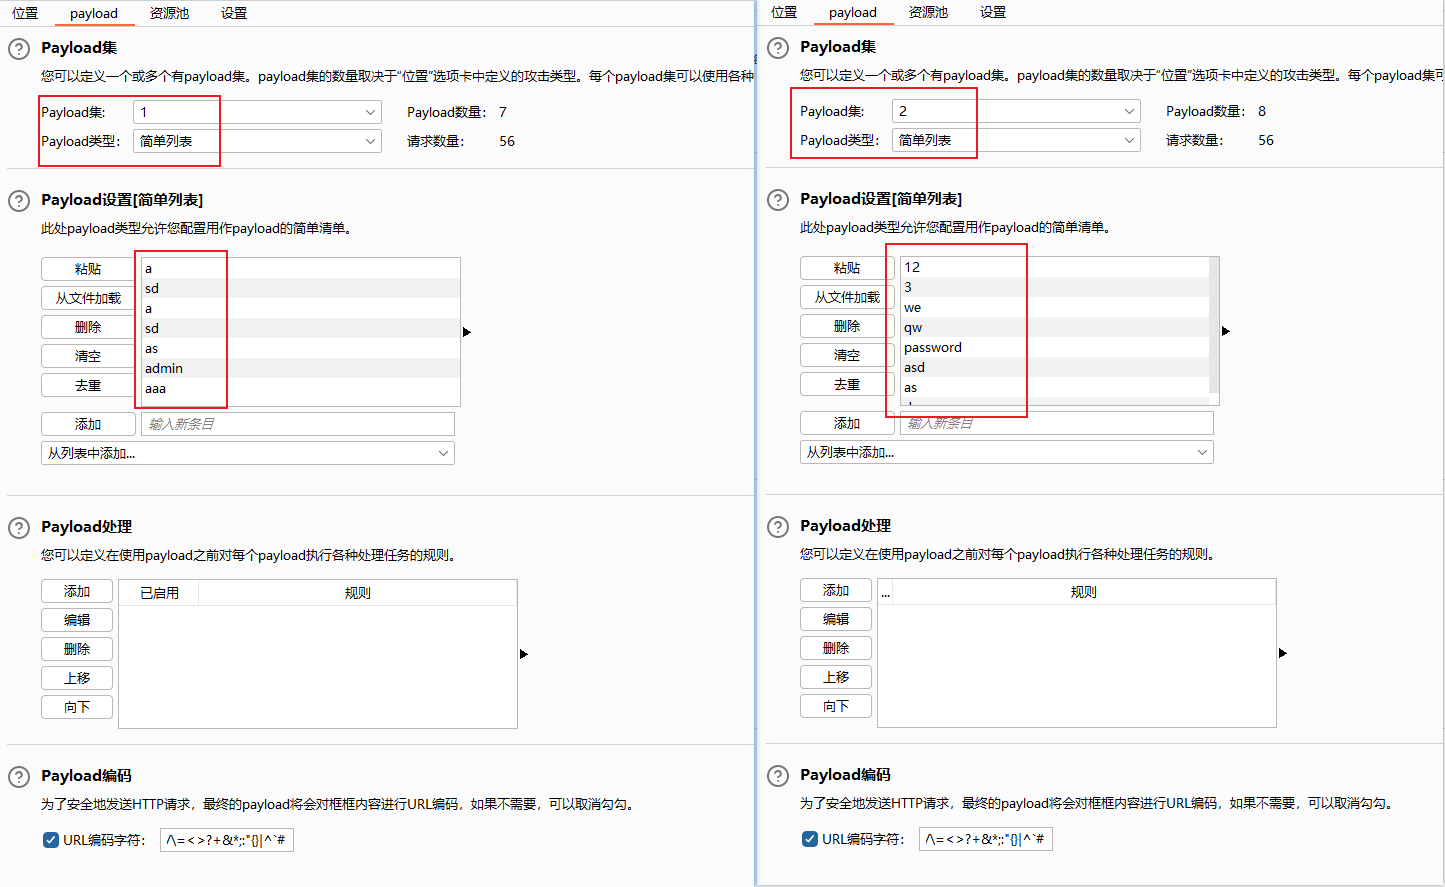 位置 payload 资源池 设置
Payload集
您可以定义一个或多个有payload集。payload集的数量取决于“位置”选项卡中定义的攻击类型。每个payload集可以使用各种
Payload集: 1 Payload数量: 7
Payload类型: 简单列表 请求数量: 56
Payload设置[简单列表]
此处payload类型允许您配置用作payload的简单清单。
粘贴
从文件加载
删除
清空
去重
a
sd
a
sd
as
admin
aaa
添加 输入新条目
从列表中添加...
Payload处理
您可以定义在使用payload之前对每个payload执行各种处理任务的规则。
添加
编辑
删除
上移
向下
已启用 规则
Payload编码
为了安全地发送HTTP请求，最终的payload将会对框框内容进行URL编码，如果不需要，可以取消勾勾。
URL编码字符: /\=<>?+&*;:"{}|^`#
位置 payload 资源池 设置
Payload集
您可以定义一个或多个有payload集。payload集的数量取决于“位置”选项卡中定义的攻击类型。每个payload集可
Payload集: 2 Payload数量: 8
Payload类型: 简单列表 请求数量: 56
Payload设置[简单列表]
此处payload类型允许您配置用作payload的简单清单。
粘贴
从文件加载
删除
清空
去重
12
3
we
qw
password
asd
as
添加 输入新条目
从列表中添加...
Payload处理
您可以定义在使用payload之前对每个payload执行各种处理任务的规则。
添加
编辑
删除
上移
向下
... 规则
Payload编码
为了安全地发送HTTP请求，最终的payload将会对框框内容进行URL编码，如果不需要，可以取消勾勾。
URL编码字符: /\=<>?+&*;:"{}|^`#